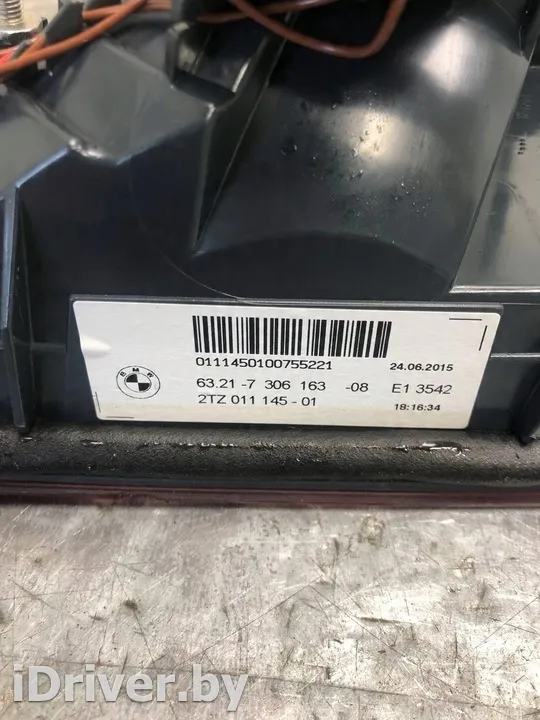 0111450100755221 24.06.2015
BMW
63.21-7 306 163 -08 E1 3542
2TZ 011 145-01 18:16:34
iDriver.by